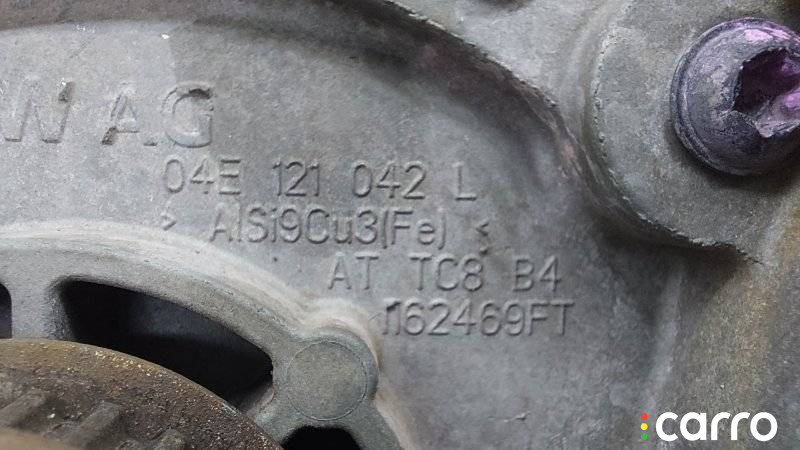 W AG
04E 121 042 L
> AlSi9Cu3(Fe) <
AT TC8 B4
162469FT
carro